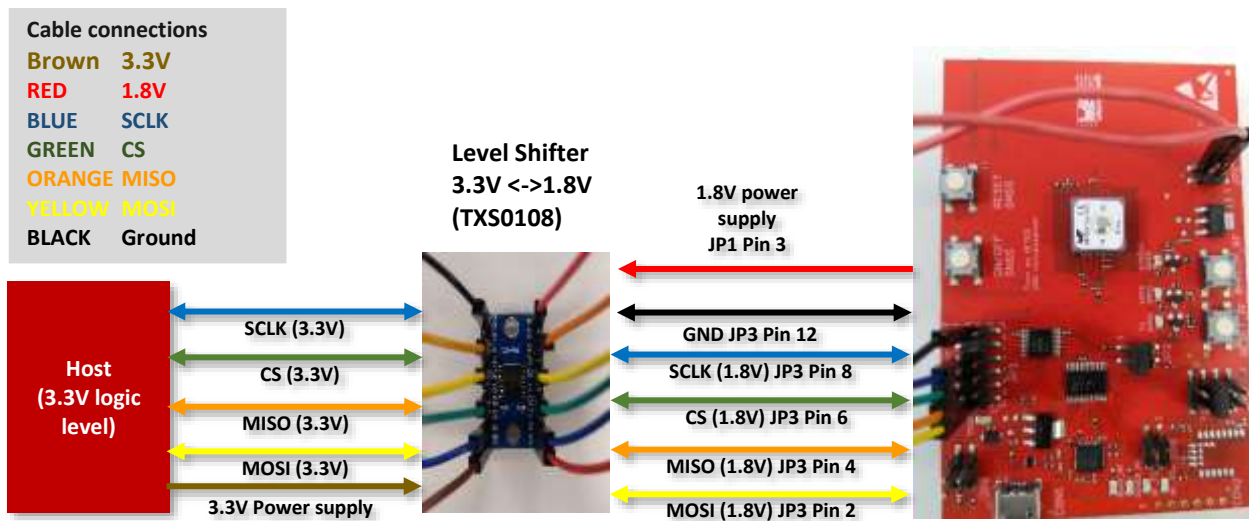 Cable connections
Brown 3.3V
RED 1.8V
BLUE SCLK
GREEN CS
ORANGE MISO
YELLOW MOSI
BLACK Ground
Level Shifter
3.3V <->1.8V
(TXS0108)
1.8V power
supply
JP1 Pin 3
Host
(3.3V logic
level)
SCLK (3.3V)
CS (3.3V)
MISO (3.3V)
MOSI (3.3V)
3.3V Power supply
GND JP3 Pin 12
SCLK (1.8V) JP3 Pin 8
CS (1.8V) JP3 Pin 6
MISO (1.8V) JP3 Pin 4
MOSI (1.8V) JP3 Pin 2